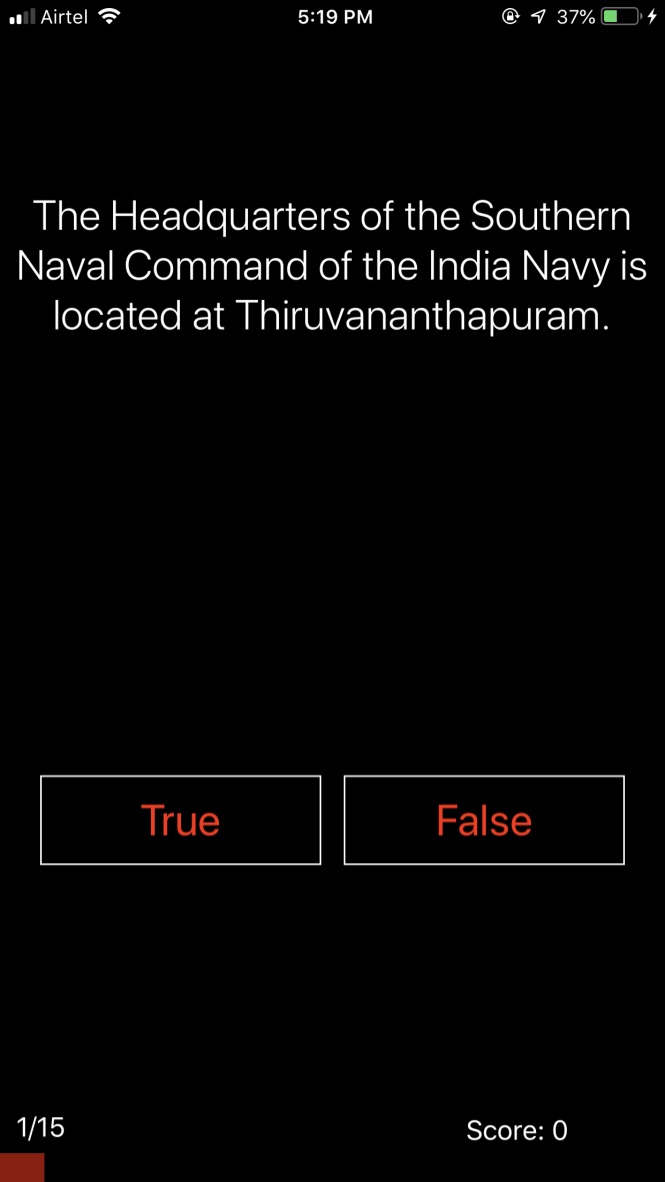 Airtel 5:19 PM 37%
The Headquarters of the Southern
Naval Command of the India Navy is
located at Thiruvananthapuram.
True False
1/15 Score: 0